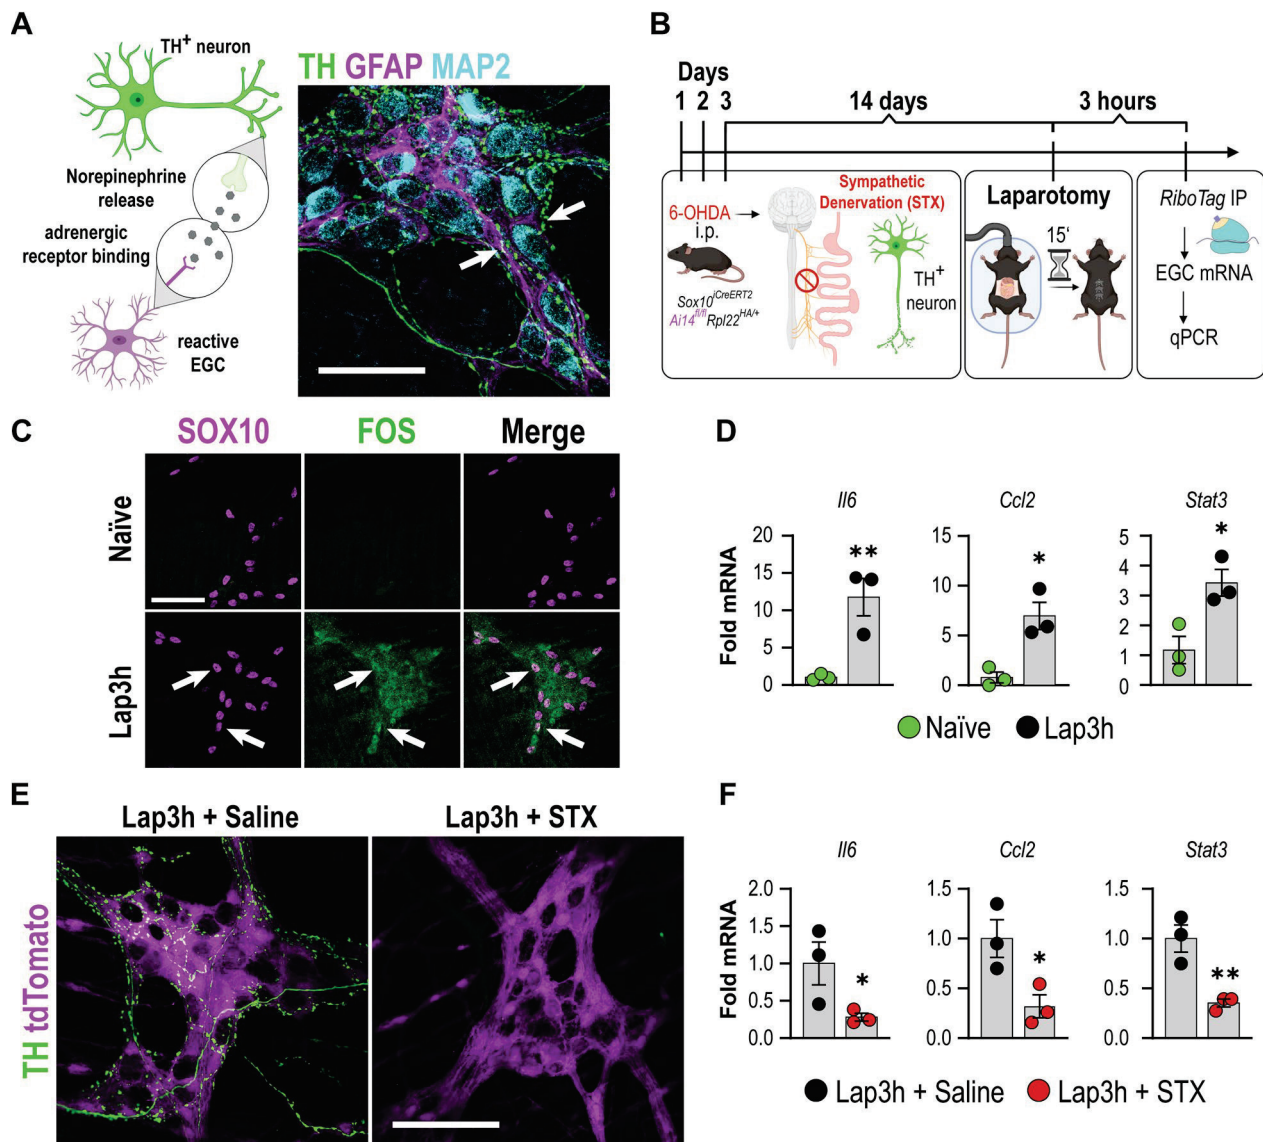 A
TH+ neuron
Norepinephrine
release
adrenergic
receptor binding
reactive
EGC
TH GFAP MAP2
B
Days
1 2 3
14 days
3 hours
6-OHDA
i.p.
Sox10iCreERT2
Ai14fl/fl Rpl22HA/+
Sympathetic
Denervation (STX)
TH+
neuron
Laparotomy
15‘
RiboTag IP
EGC mRNA
qPCR
C
SOX10 FOS Merge
Naïve
Lap3h
D
Il6
Fold mRNA
20
15
10
5
0
**
Ccl2
15
10
5
0
*
Stat3
5
4
3
2
1
0
*
Naïve Lap3h
E
Lap3h + Saline Lap3h + STX
TH tdTomato
F
Il6
Fold mRNA
2.0
1.5
1.0
0.5
0.0
*
Ccl2
1.5
1.0
0.5
0.0
*
Stat3
1.5
1.0
0.5
0.0
**
Lap3h + Saline Lap3h + STX